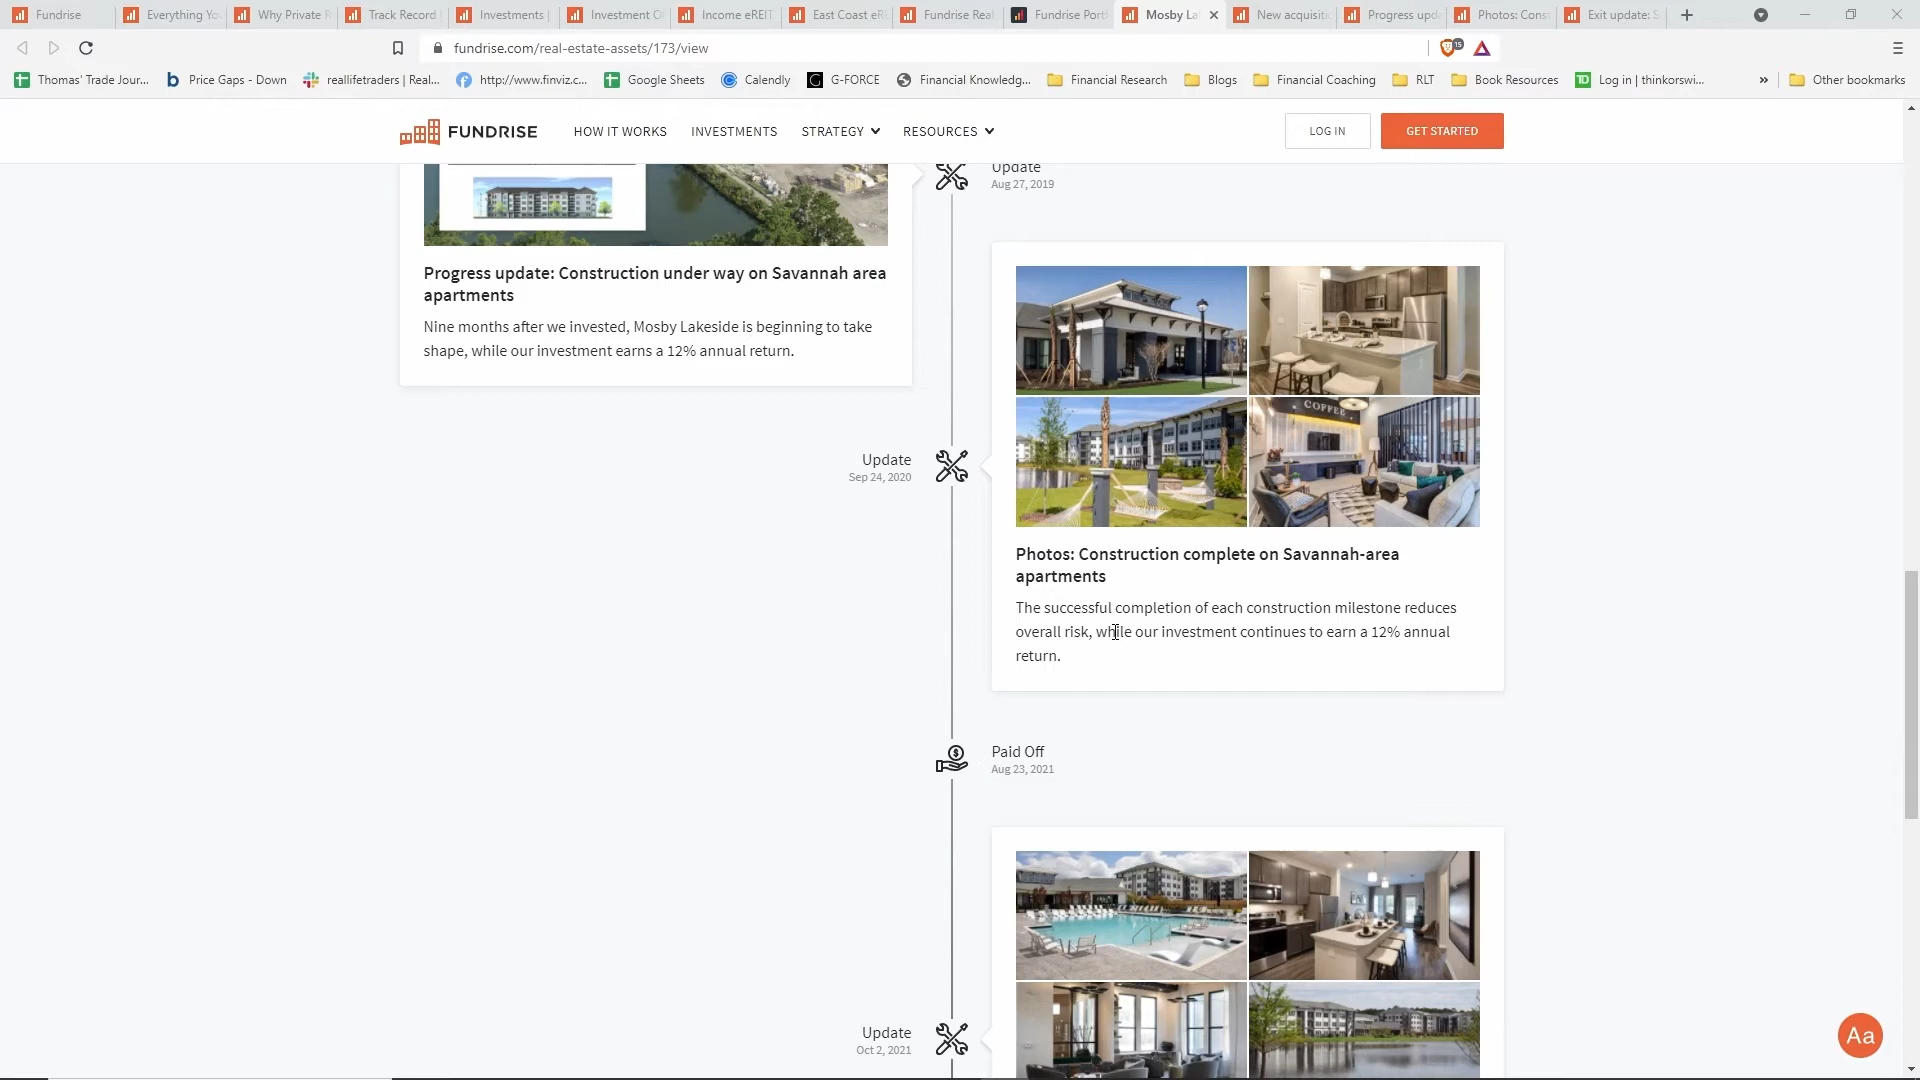 Fundrise
Everything Yo
Why Private R
Track Record
Investments |
Investment O
Income eREIT
East Coast eR
Fundrise Real
Fundrise Port
Mosby La
New acquisiti
Progress upd
Photos: Cons
Exit update: S
fundrise.com/real-estate-assets/173/view
15
Thomas' Trade Jour...
Price Gaps - Down
reallifetraders | Real...
http://www.finviz.c...
Google Sheets
Calendly
G-FORCE
Financial Knowledg...
Financial Research
Blogs
Financial Coaching
RLT
Book Resources
Log in | thinkorswi...
»
Other bookmarks
FUNDRISE
HOW IT WORKS
INVESTMENTS
STRATEGY
RESOURCES
LOG IN
GET STARTED
Update
Aug 27, 2019
Progress update: Construction under way on Savannah area
apartments
Nine months after we invested, Mosby Lakeside is beginning to take
shape, while our investment earns a 12% annual return.
Update
Sep 24, 2020
COFFEE
Photos: Construction complete on Savannah-area
apartments
The successful completion of each construction milestone reduces
overall risk, while our investment continues to earn a 12% annual
return.
Paid Off
Aug 23, 2021
Update
Oct 2, 2021
Aa